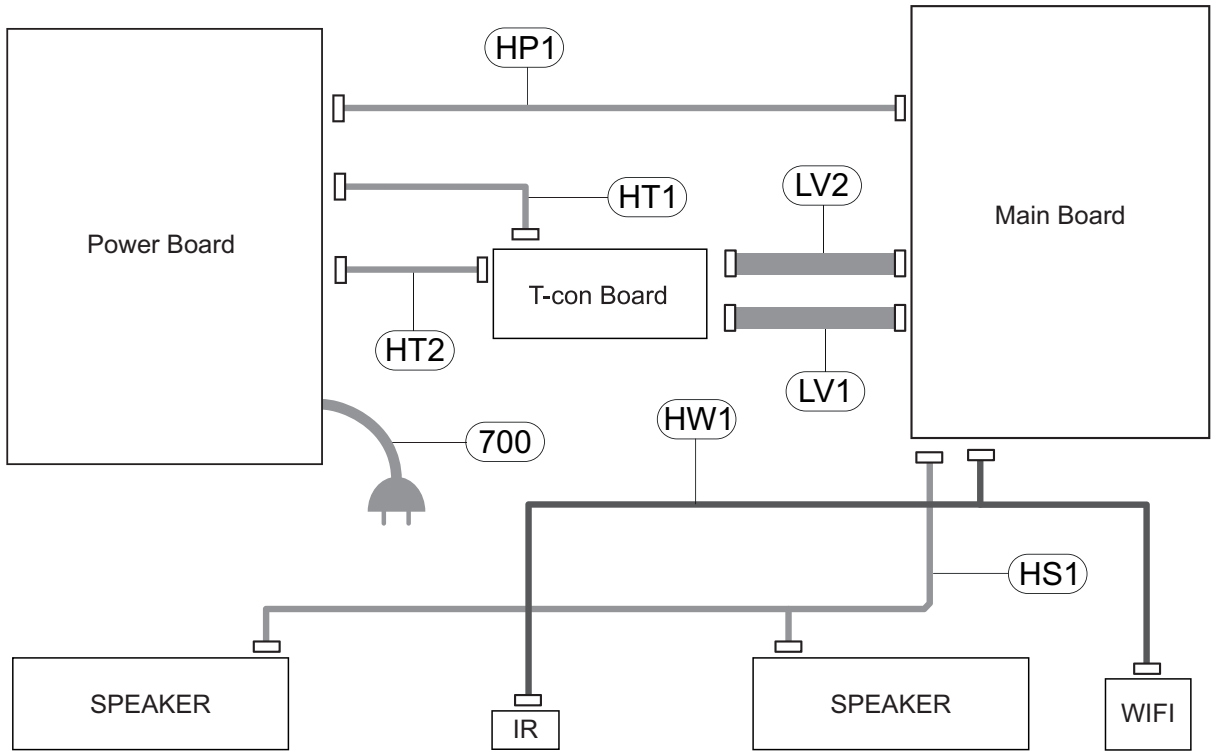 HP1
HT1
LV2
Main Board
Power Board
T-con Board
HT2
LV1
HW1
700
HS1
SPEAKER
IR
SPEAKER
WIFI